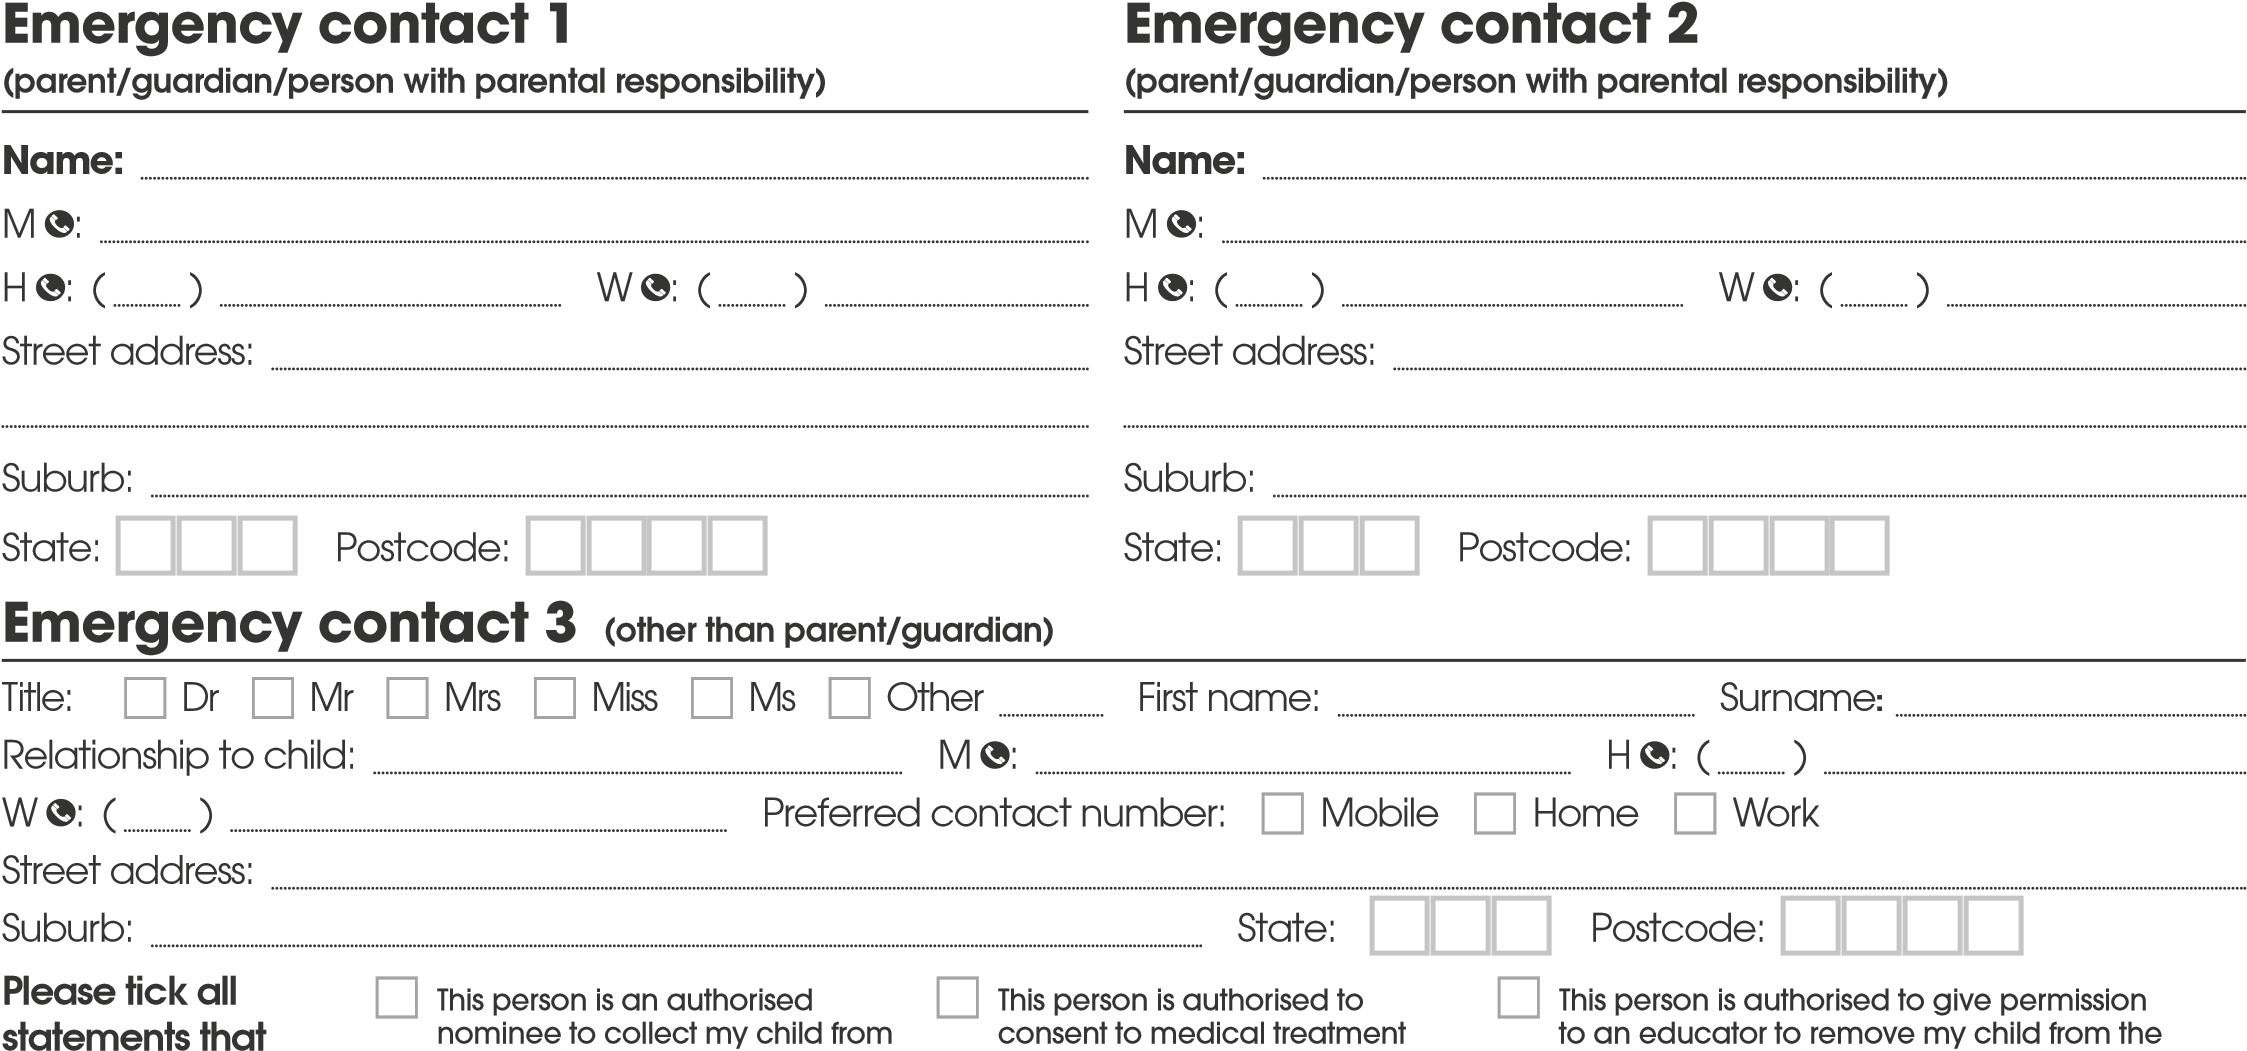 Emergency contact 1
(parent/guardian/person with parental responsibility)
Name:
M :
H : ( ) W : ( )
Street address:
Suburb:
State: Postcode:
Emergency contact 2
(parent/guardian/person with parental responsibility)
Name:
M :
H : ( ) W : ( )
Street address:
Suburb:
State: Postcode:
Emergency contact 3 (other than parent/guardian)
Title: Dr Mr Mrs Miss Ms Other First name: Surname:
Relationship to child: M : H : ( )
W : ( ) Preferred contact number: Mobile Home Work
Street address:
Suburb: State: Postcode:
Please tick all
statements that
This person is an authorised
nominee to collect my child from
This person is authorised to
consent to medical treatment
This person is authorised to give permission
to an educator to remove my child from the